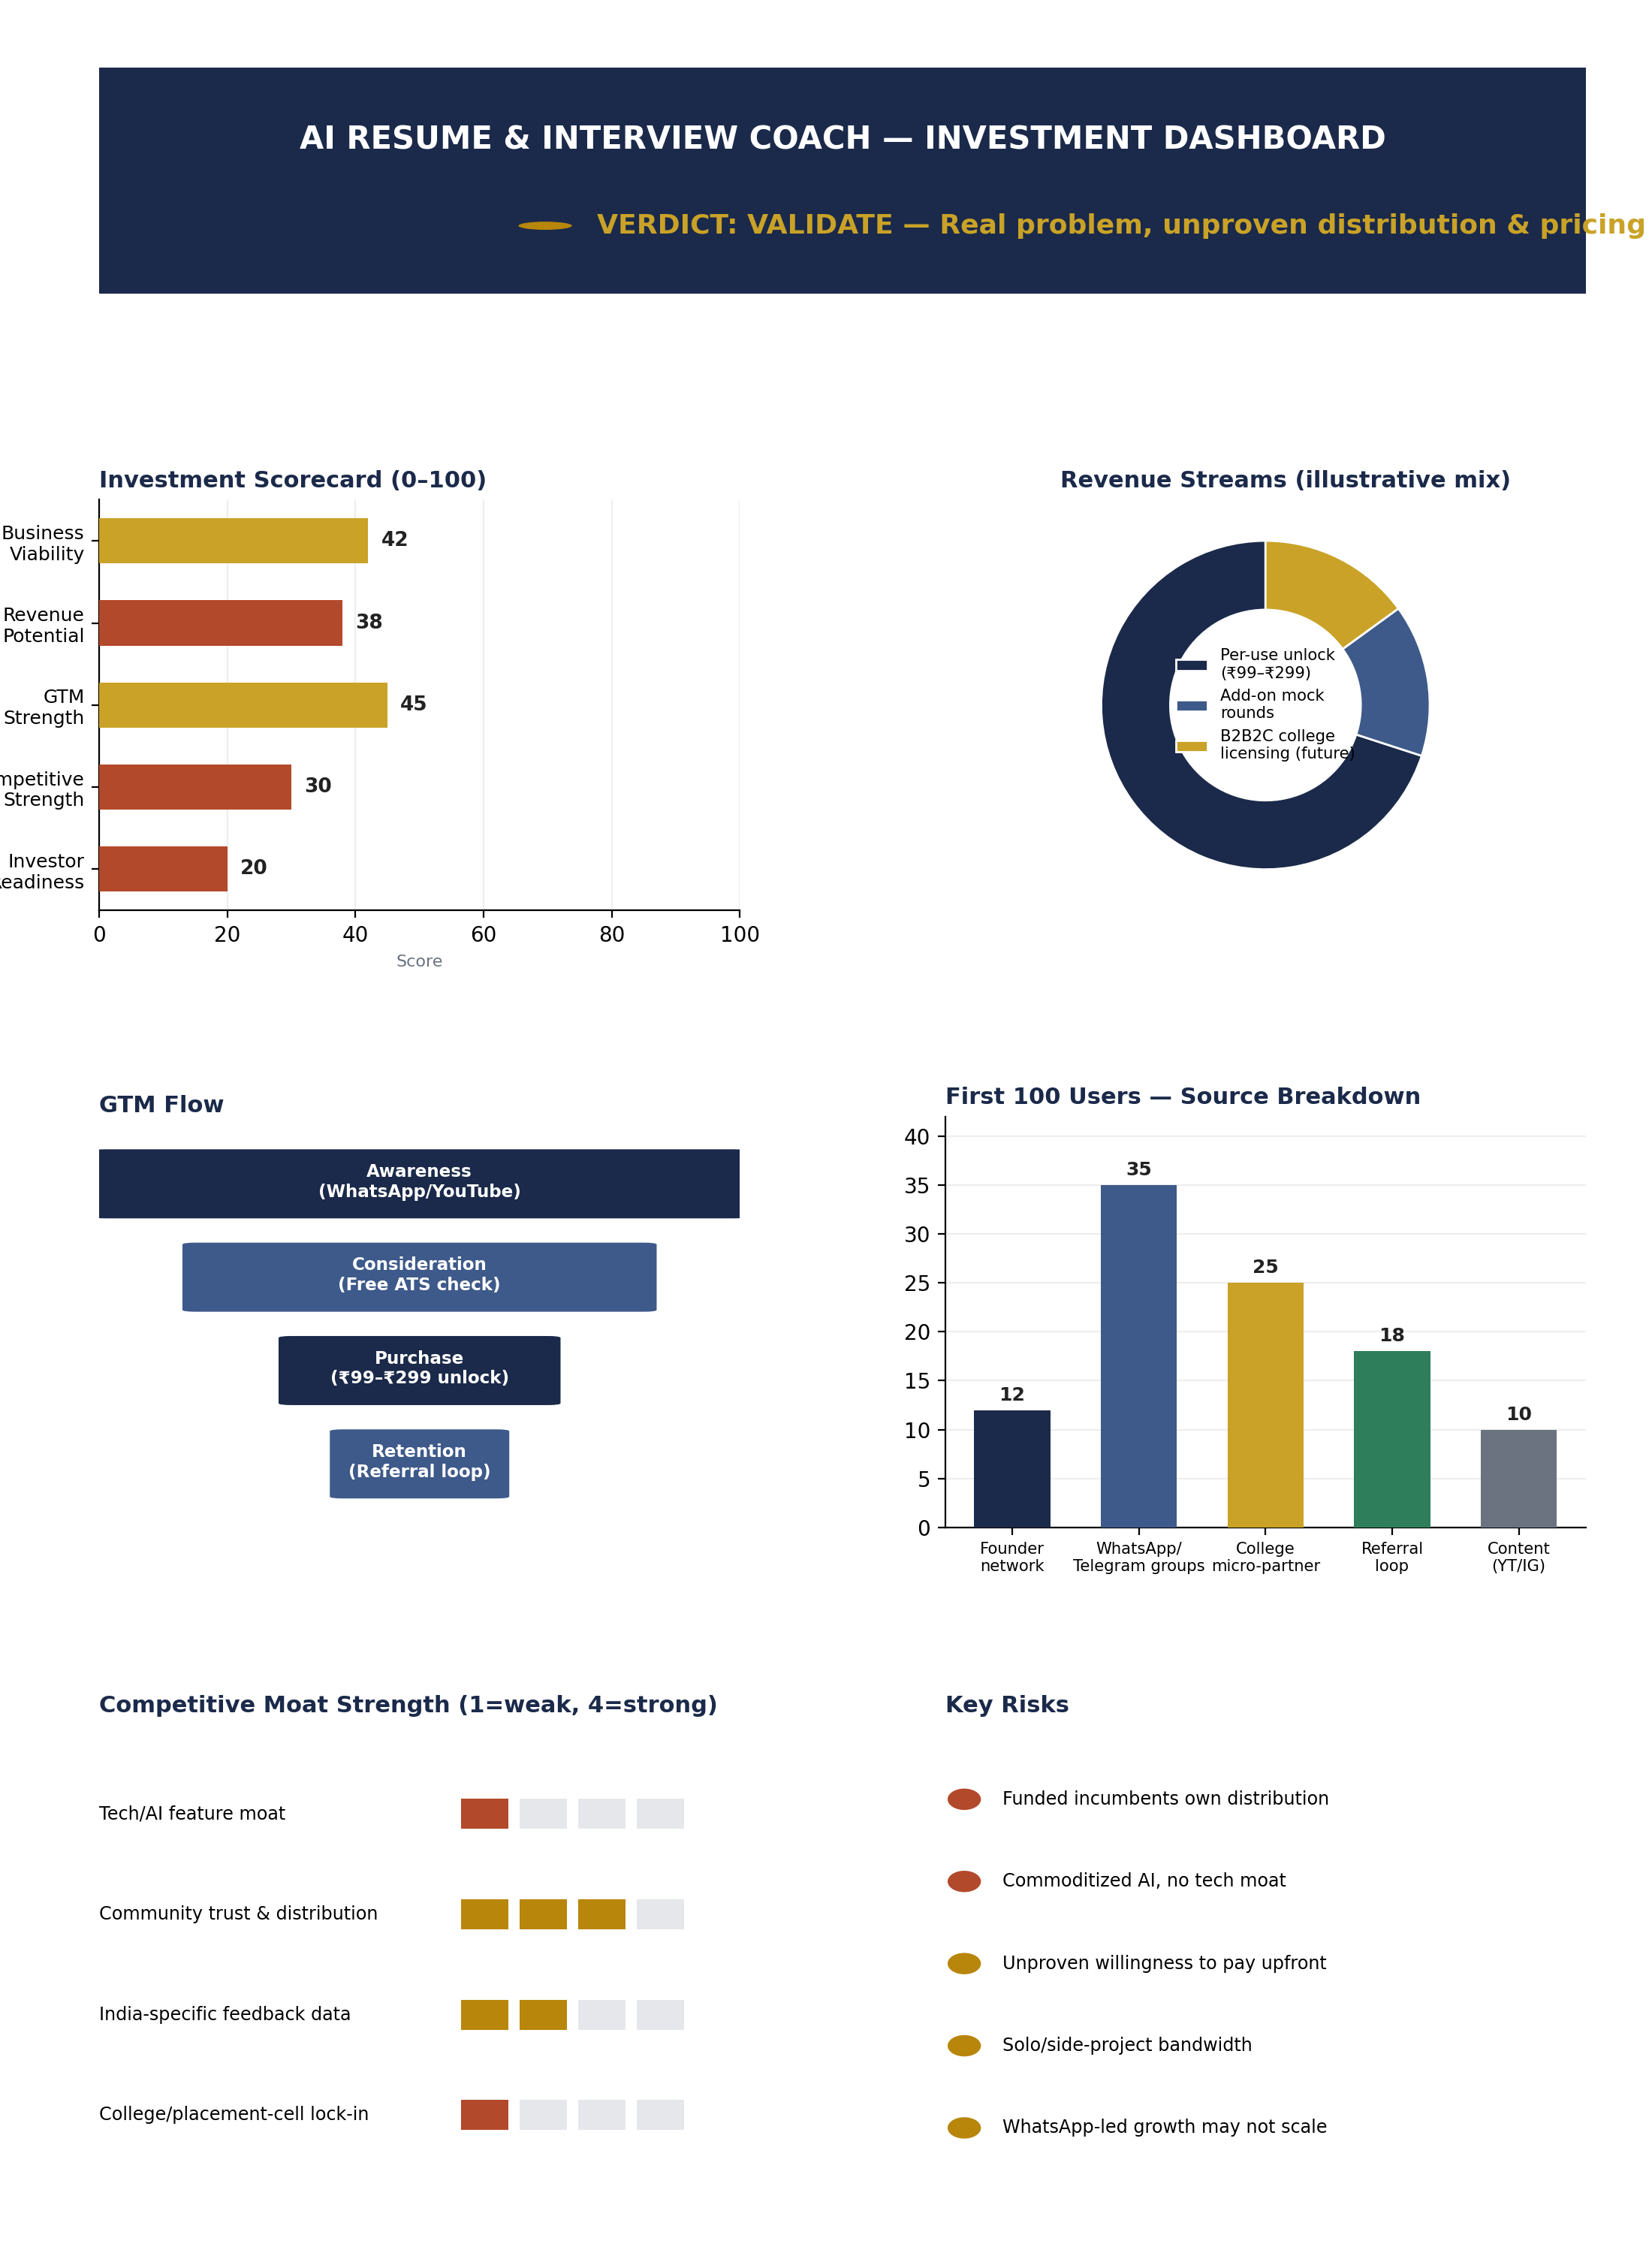 AI RESUME & INTERVIEW COACH — INVESTMENT DASHBOARD
VERDICT: VALIDATE — Real problem, unproven distribution & pricing
Investment Scorecard (0–100)
Business
Viability
42
Revenue
Potential
38
GTM
Strength
45
mpetitive
Strength
30
Investor
eadiness
20
0 20 40 60 80 100
Score
Revenue Streams (illustrative mix)
Per-use unlock
(₹99–₹299)
Add-on mock
rounds
B2B2C college
licensing (future)
GTM Flow
Awareness
(WhatsApp/YouTube)
Consideration
(Free ATS check)
Purchase
(₹99–₹299 unlock)
Retention
(Referral loop)
First 100 Users — Source Breakdown
40
35
30
25
20
15
10
5
0
12
35
25
18
10
Founder
network
WhatsApp/
Telegram groups
College
micro-partner
Referral
loop
Content
(YT/IG)
Competitive Moat Strength (1=weak, 4=strong)
Tech/AI feature moat
Community trust & distribution
India-specific feedback data
College/placement-cell lock-in
Key Risks
Funded incumbents own distribution
Commoditized AI, no tech moat
Unproven willingness to pay upfront
Solo/side-project bandwidth
WhatsApp-led growth may not scale